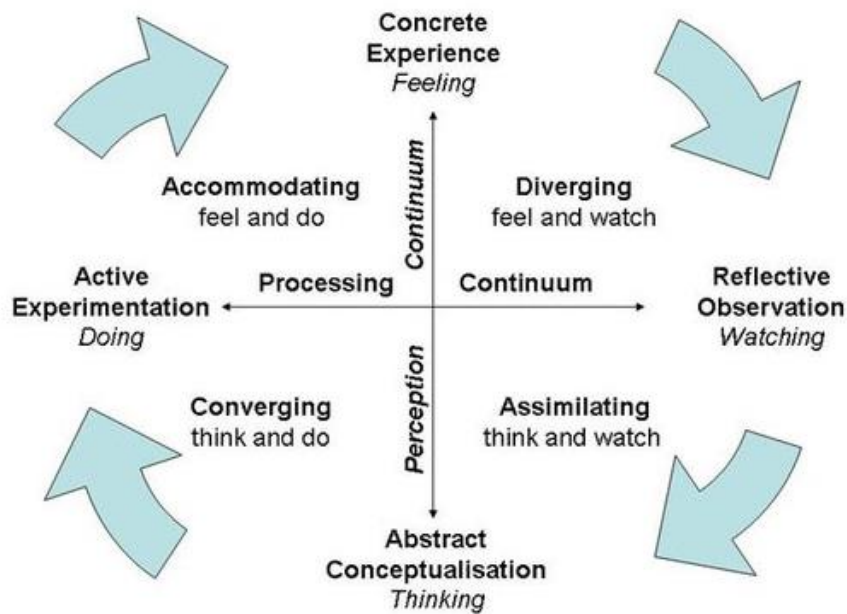 Concrete
Experience
Feeling
Accommodating
feel and do
Continuum
Diverging
feel and watch
Active
Experimentation
Doing
Processing
Continuum
Reflective
Observation
Watching
Converging
think and do
Perception
Assimilating
think and watch
Abstract
Conceptualisation
Thinking